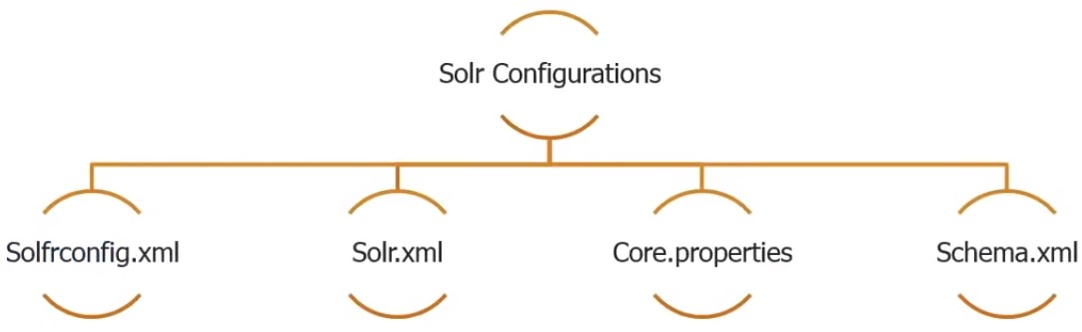 Solr Configurations
Solfrconfig.xml
Solr.xml
Core.properties
Schema.xml